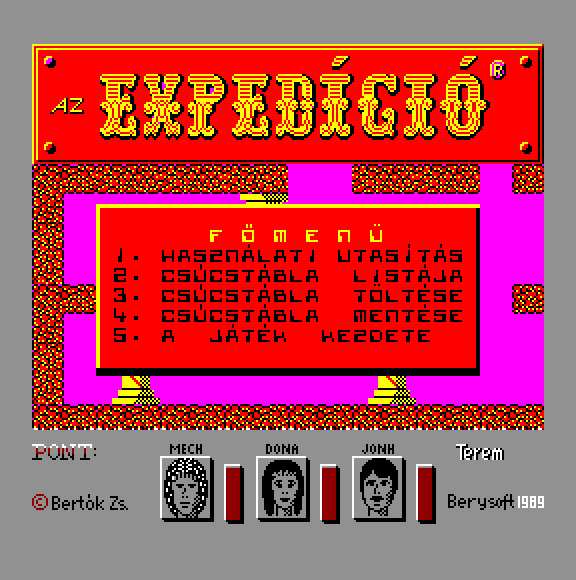 AZ EXPEDÍCIÓ ®
FŐMENÜ
1. HASZNÁLATI UTASÍTÁS
2. CSÚCSTÁBLA LISTÁJA
3. CSÚCSTÁBLA TÖLTÉSE
4. CSÚCSTÁBLA MENTÉSE
5. A JÁTÉK KEZDETE
PONT: MECH DONA JONH Terem
© Bertók Zs. Berysoft 1989